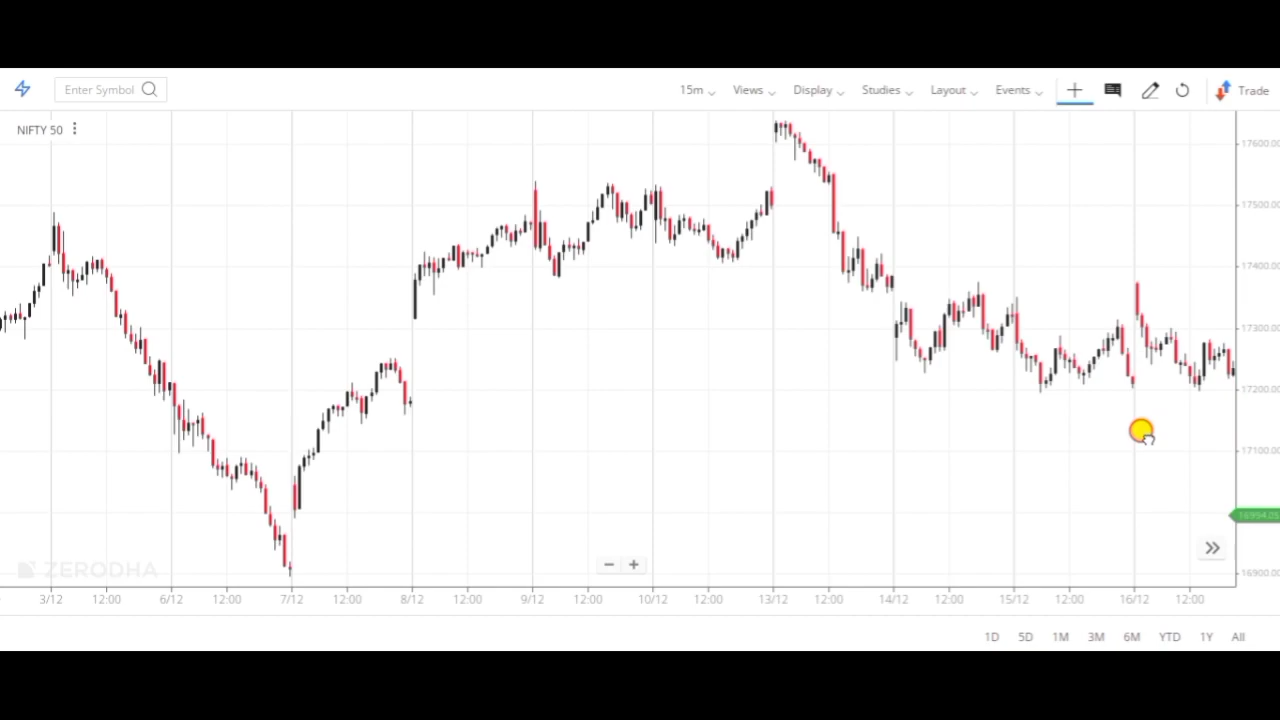 Enter Symbol 15m Views Display Studies Layout Events Trade
NIFTY 50
17600.00
17500.00
17400.00
17300.00
17200.00
17100.00
16994.05
16900.00
ZERODHA
3/12 12:00 6/12 12:00 7/12 12:00 8/12 12:00 9/12 12:00 10/12 12:00 13/12 12:00 14/12 12:00 15/12 12:00 16/12 12:00
1D 5D 1M 3M 6M YTD 1Y All